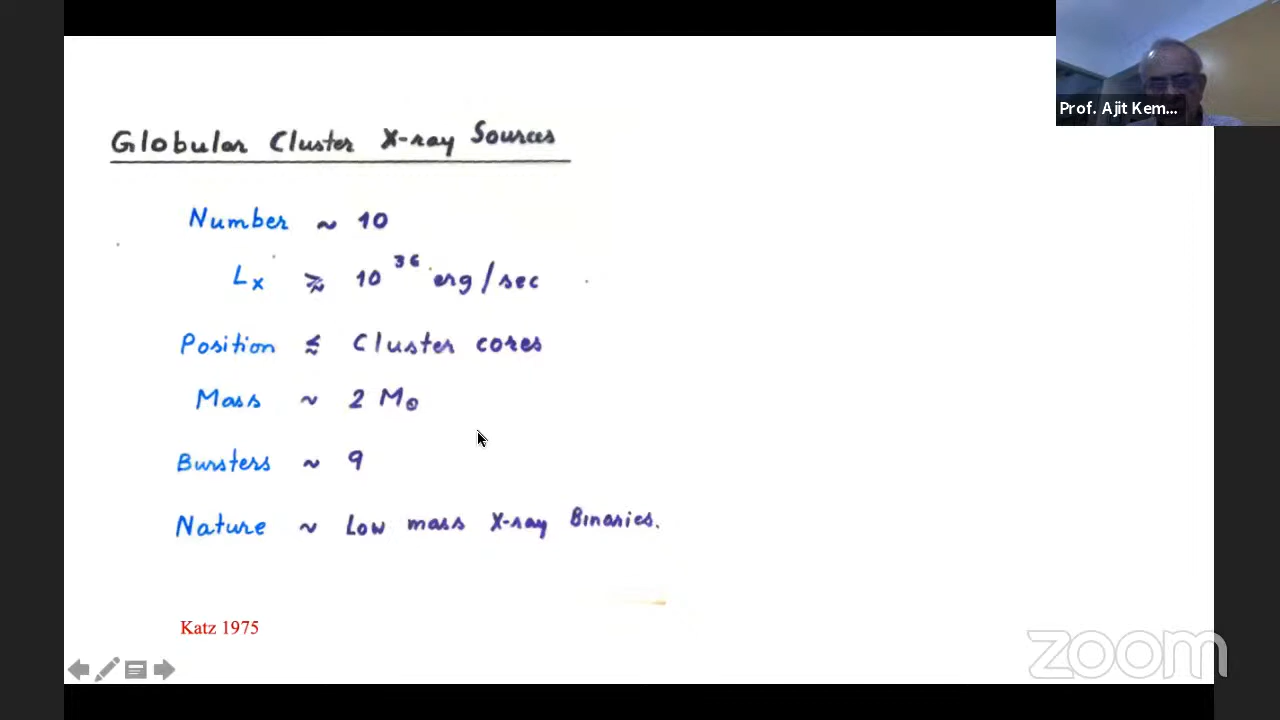 Prof. Ajit Kem...
Globular Cluster X-ray Sources
Number ~ 10
Lx ≳ 10^36 erg/sec
Position ≲ Cluster cores
Mass ~ 2 M⊙
Bursters ~ 9
Nature ~ Low mass X-ray Binaries.
Katz 1975
zoom